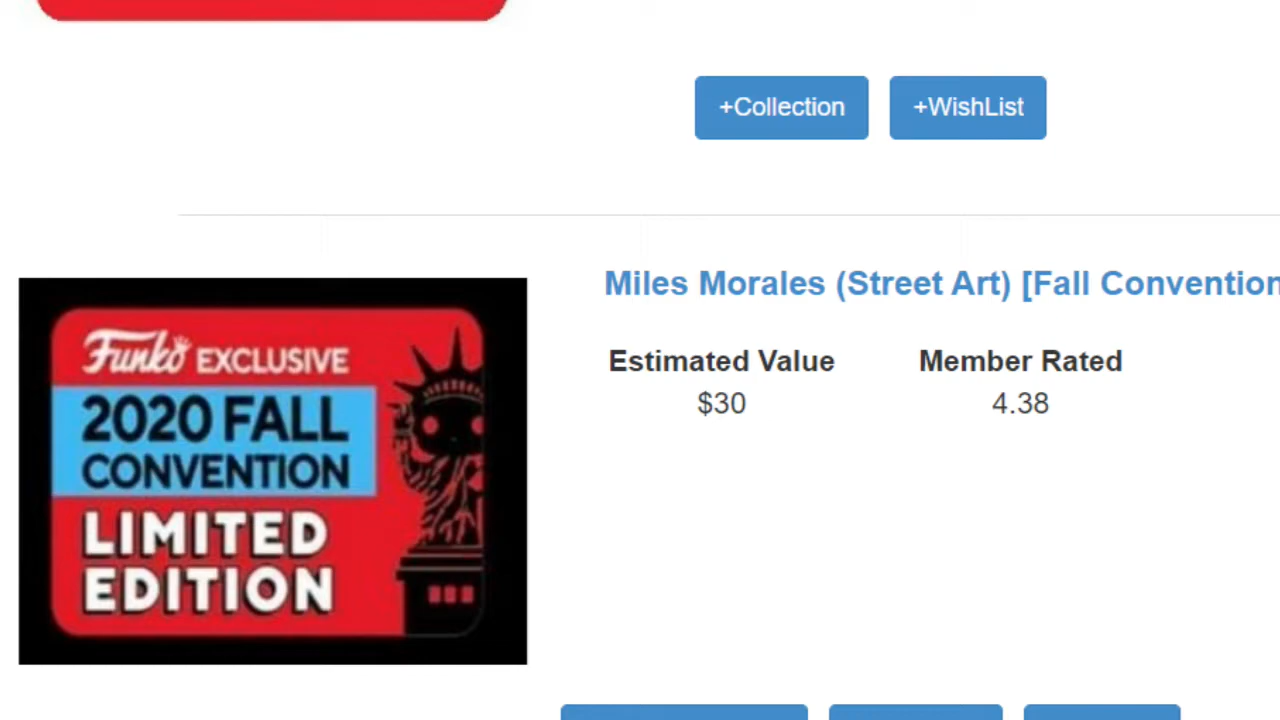 +Collection +WishList
Miles Morales (Street Art) [Fall Convention
Funko EXCLUSIVE
2020 FALL
CONVENTION
LIMITED
EDITION
Estimated Value Member Rated
$30 4.38